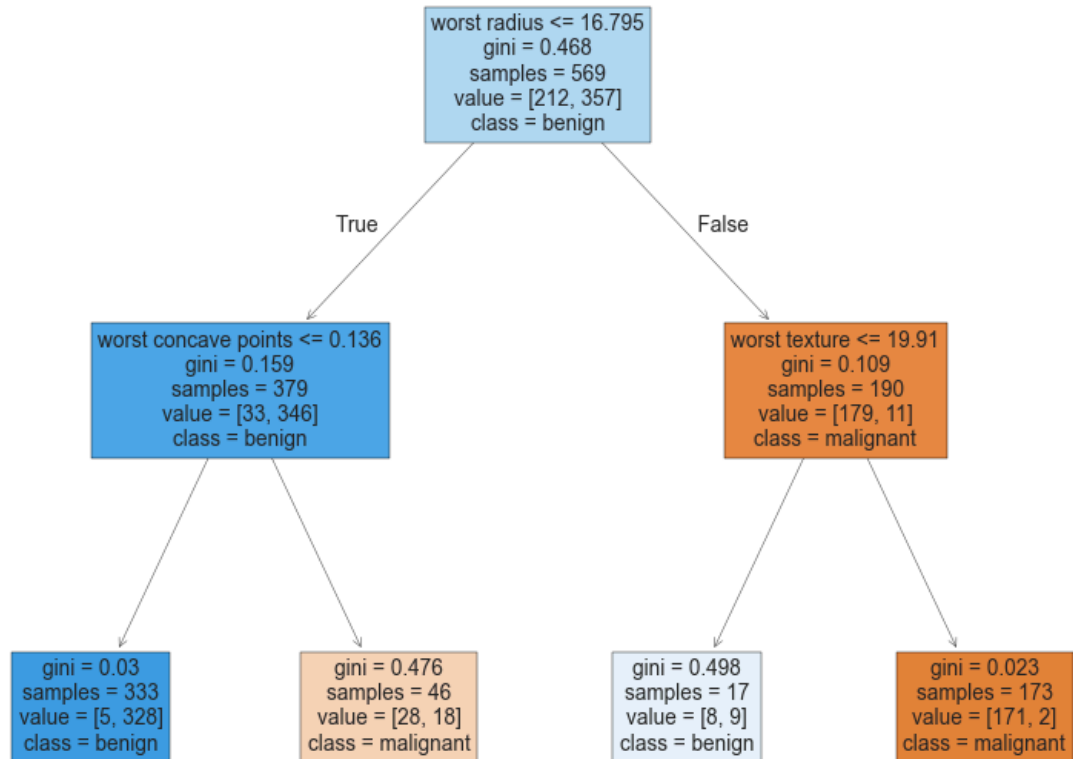 worst radius <= 16.795
gini = 0.468
samples = 569
value = [212, 357]
class = benign
True
False
worst concave points <= 0.136
gini = 0.159
samples = 379
value = [33, 346]
class = benign
worst texture <= 19.91
gini = 0.109
samples = 190
value = [179, 11]
class = malignant
gini = 0.03
samples = 333
value = [5, 328]
class = benign
gini = 0.476
samples = 46
value = [28, 18]
class = malignant
gini = 0.498
samples = 17
value = [8, 9]
class = benign
gini = 0.023
samples = 173
value = [171, 2]
class = malignant